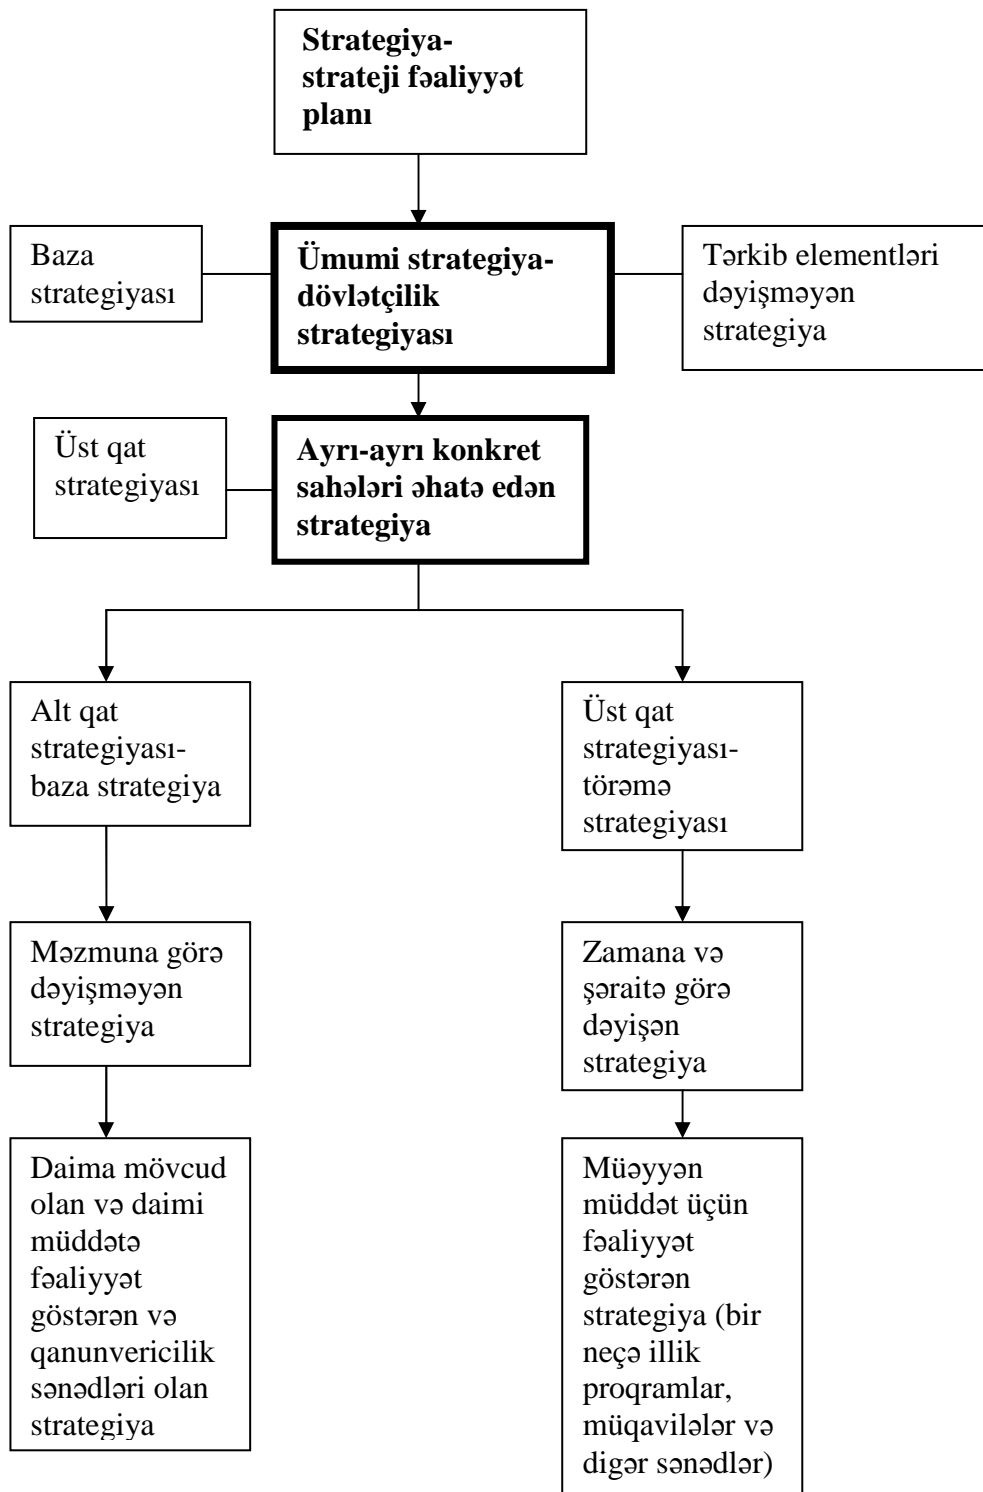 Strategiya-
strateji fəaliyyət
planı
Baza
strategiyası
Ümumi strategiya-
dövlətçilik
strategiyası
Tərkib elementləri
dəyişməyən
strategiya
Üst qat
strategiyası
Ayrı-ayrı konkret
sahələri əhatə edən
strategiya
Alt qat
strategiyası-
baza strategiya
Üst qat
strategiyası-
törəmə
strategiyası
Məzmuna görə
dəyişməyən
strategiya
Zamana və
şəraitə görə
dəyişən
strategiya
Daima mövcud
olan və daimi
müddətə
fəaliyyət
göstərən və
qanunvericilik
sənədləri olan
strategiya
Müəyyən
müddət üçün
fəaliyyət
göstərən
strategiya (bir
neçə illik
proqramlar,
müqavilələr və
digər sənədlər)